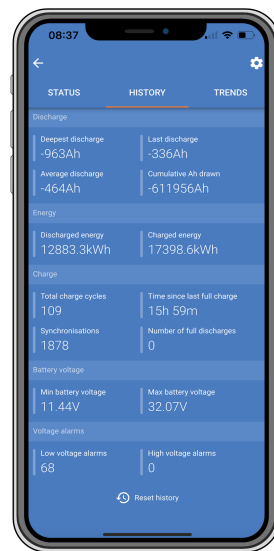 08:37
STATUS HISTORY TRENDS
Discharge
Deepest discharge Last discharge
-963Ah -336Ah
Average discharge Cumulative Ah drawn
-464Ah -611956Ah
Energy
Discharged energy Charged energy
12883.3kWh 17398.6kWh
Charge
Total charge cycles Time since last full charge
109 15h 59m
Synchronisations Number of full discharges
1878 0
Battery voltage
Min battery voltage Max battery voltage
11.44V 32.07V
Voltage alarms
Low voltage alarms High voltage alarms
68 0
Reset history